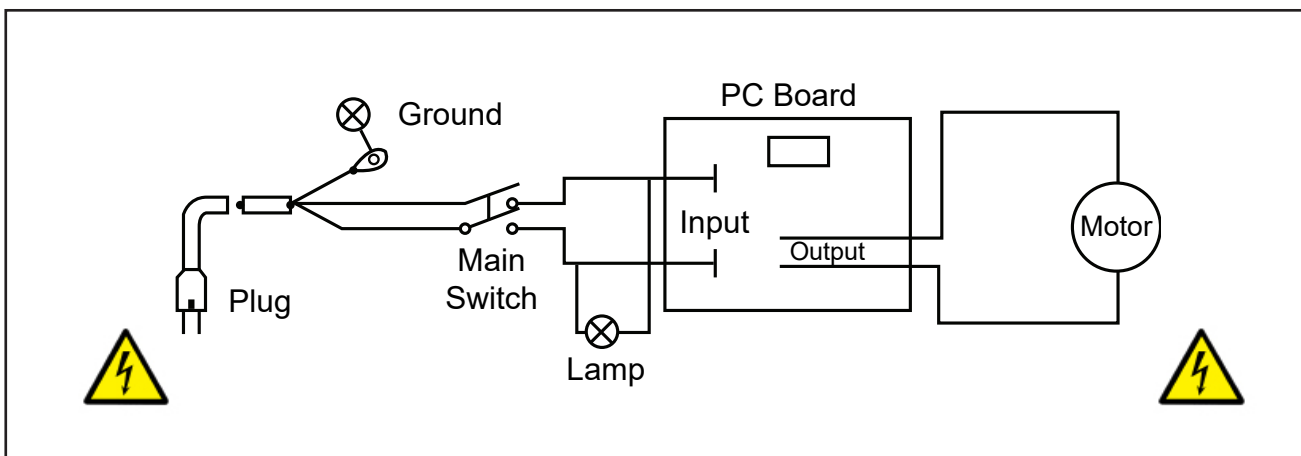 PC Board
Ground
Input
Output
Motor
Main
Switch
Plug
Lamp